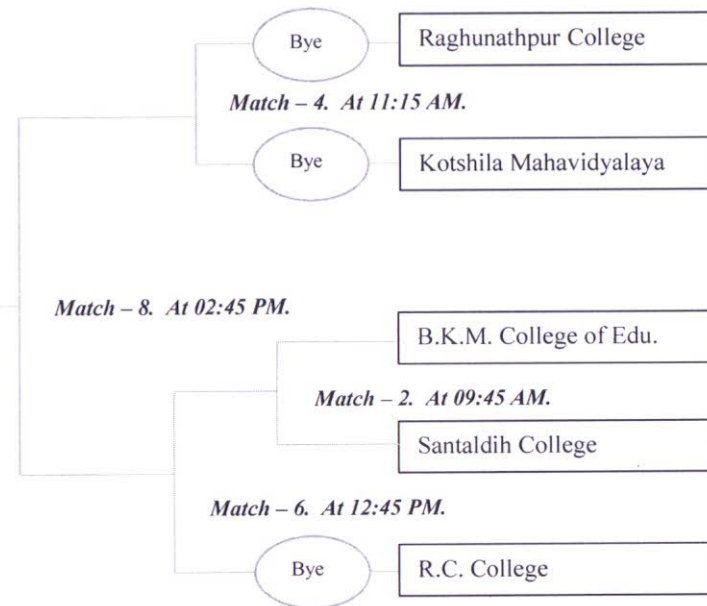 Bye
Raghunathpur College
Match – 4. At 11:15 AM.
Bye
Kotshila Mahavidyalaya
Match – 8. At 02:45 PM.
B.K.M. College of Edu.
Match – 2. At 09:45 AM.
Santaldih College
Match – 6. At 12:45 PM.
Bye
R.C. College